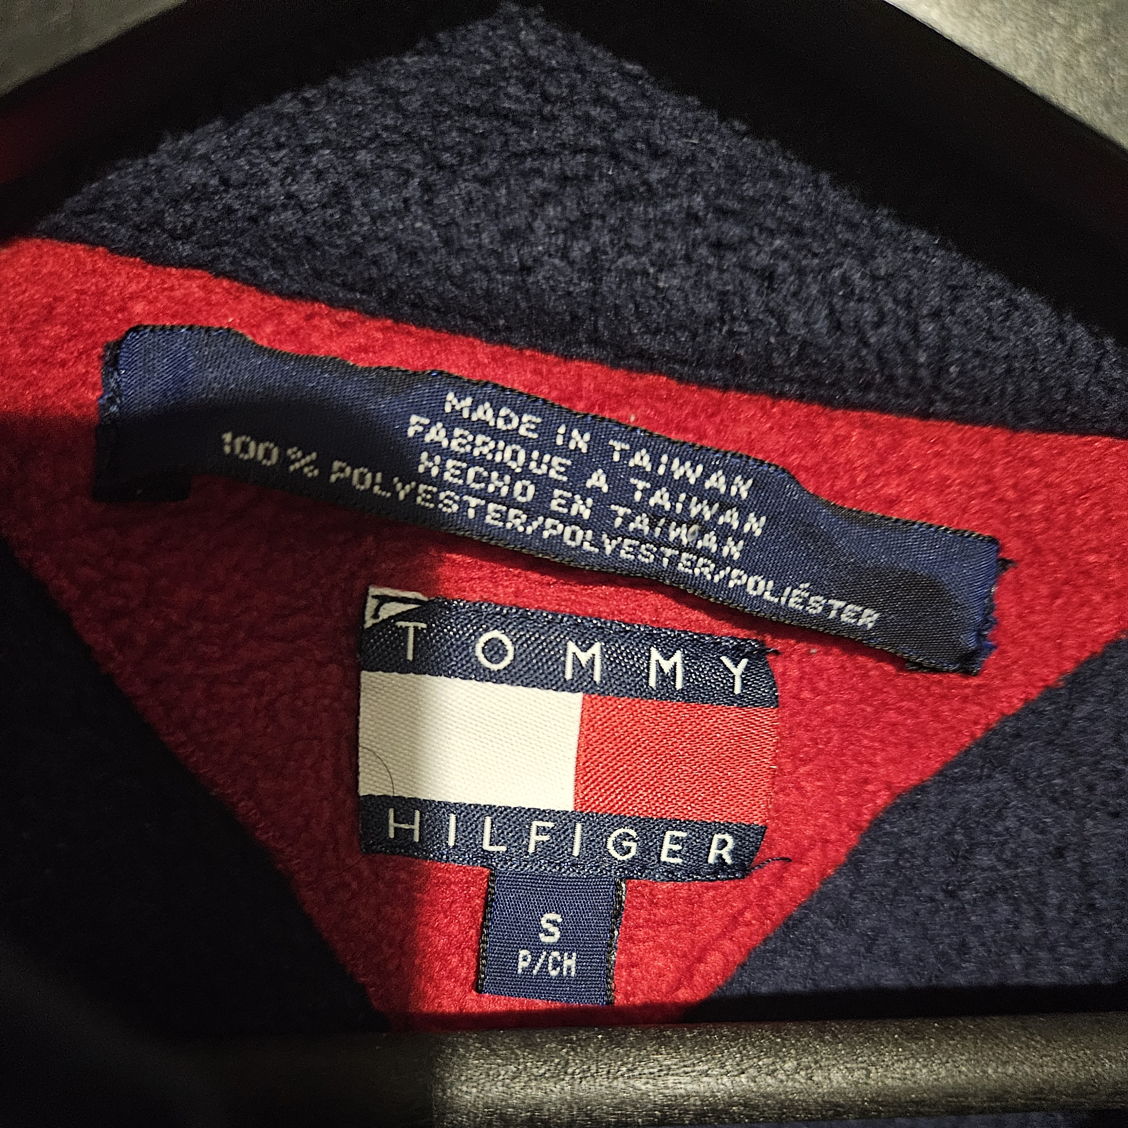 MADE IN TAIWAN
FABRIQUE A TAIWAN
HECHO EN TAIWAN
100% POLYESTER/POLYESTER/POLIÉSTER
TOMMY
HILFIGER
S
P/CH